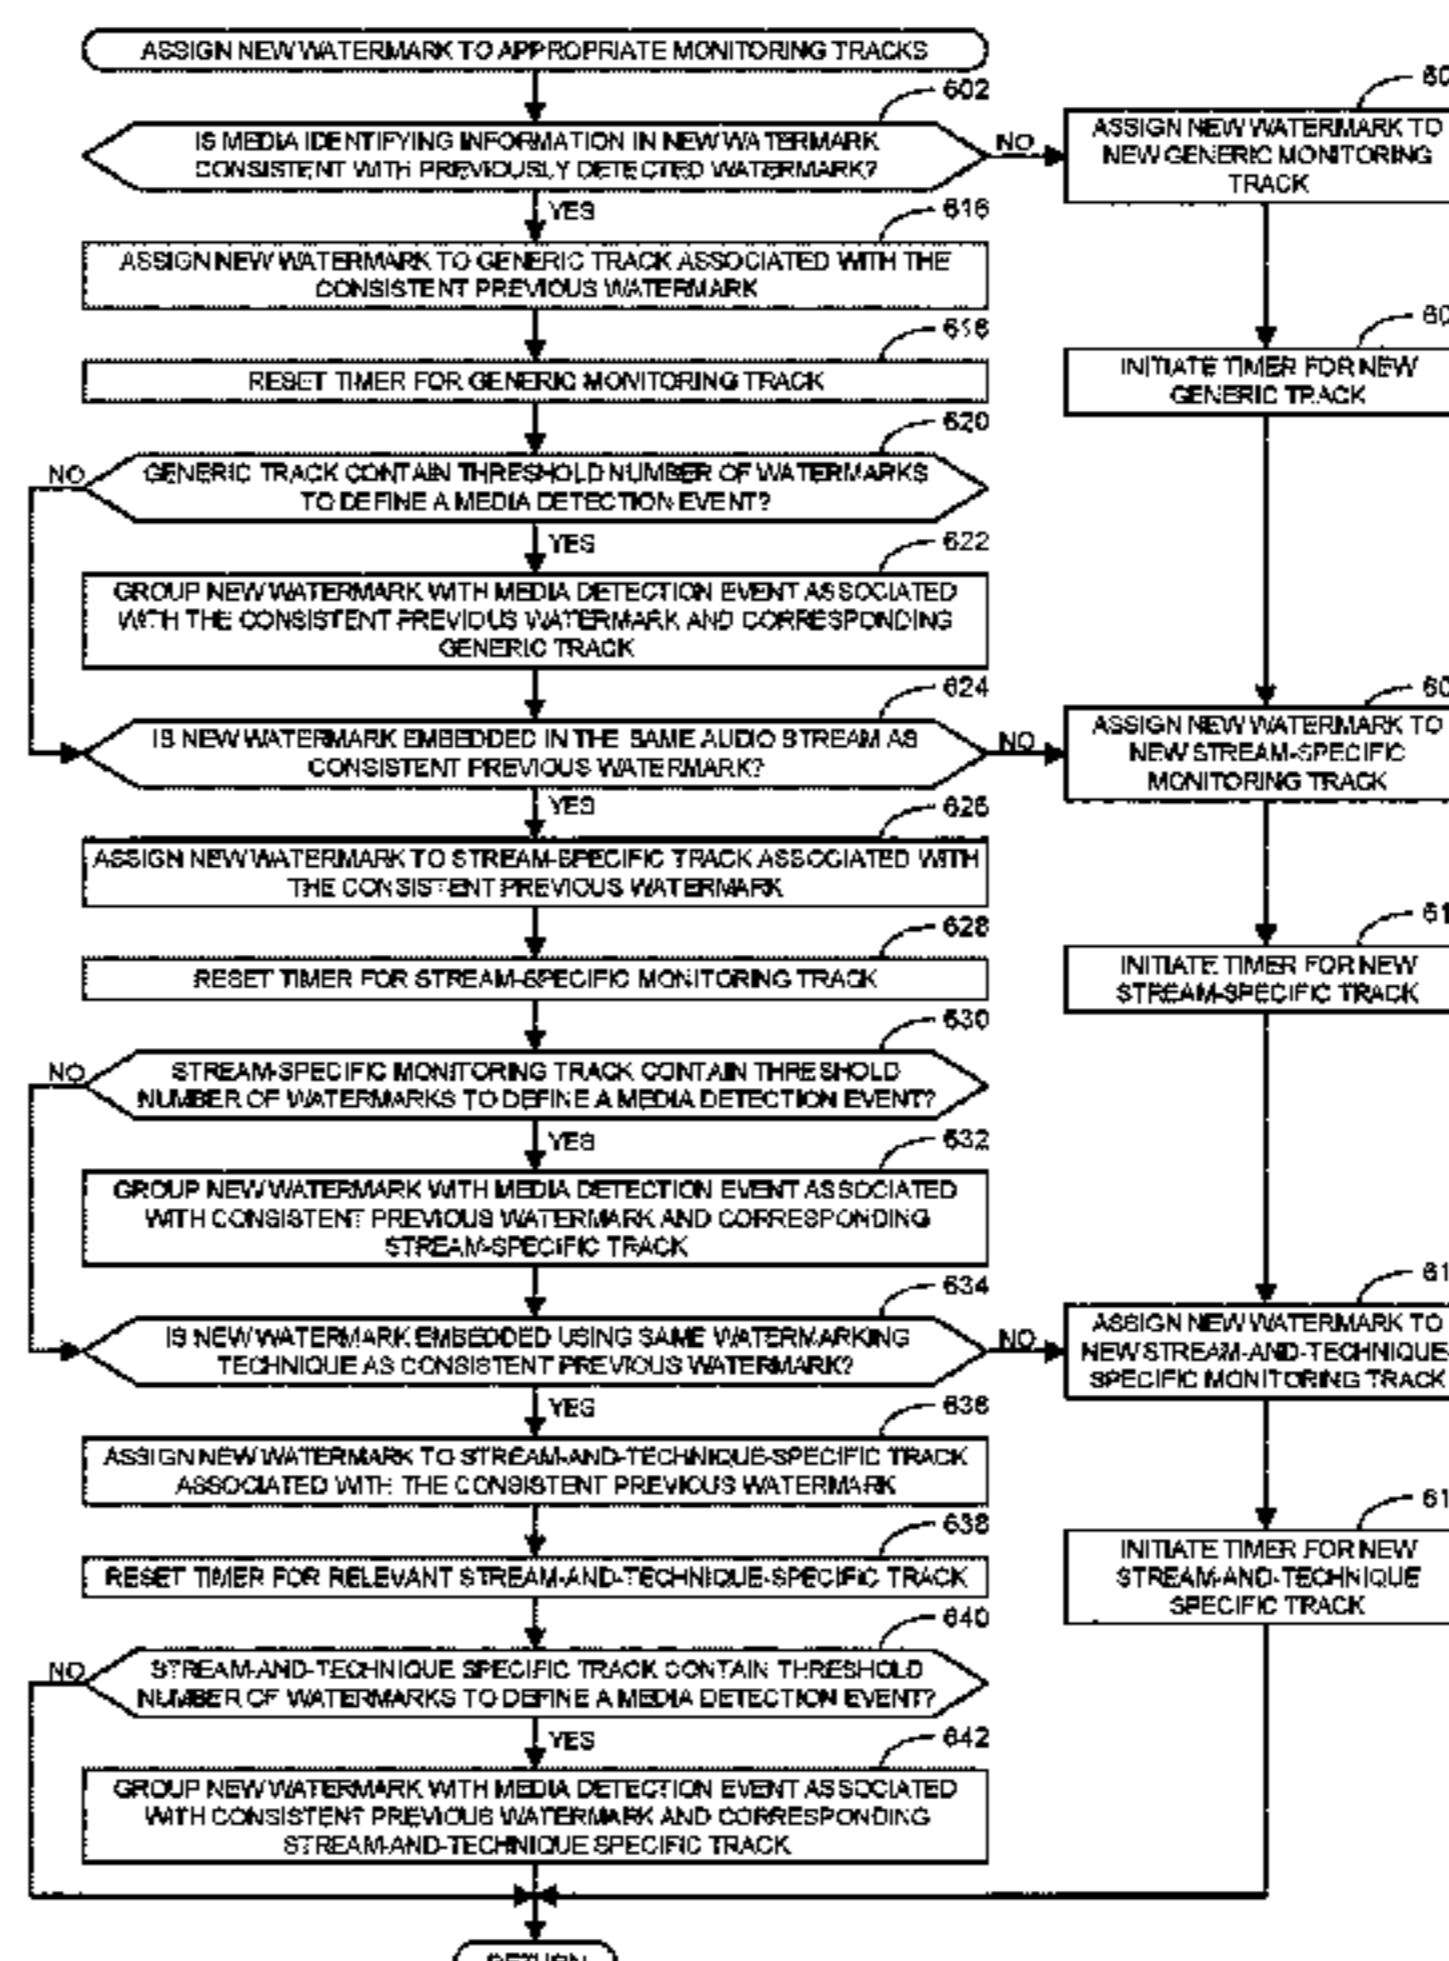 ASSIGN NEW WATERMARK TO APPROPRIATE MONITORING TRACKS
602
IS MEDIA IDENTIFYING INFORMATION IN NEW WATERMARK
CONSISTENT WITH PREVIOUSLY DETECTED WATERMARK?
NO
YES
ASSIGN NEW WATERMARK TO
NEW GENERIC MONITORING
TRACK
616
ASSIGN NEW WATERMARK TO GENERIC TRACK ASSOCIATED WITH THE
CONSISTENT PREVIOUS WATERMARK
618
RESET TIMER FOR GENERIC MONITORING TRACK
INITIATE TIMER FOR NEW
GENERIC TRACK
620
GENERIC TRACK CONTAIN THRESHOLD NUMBER OF WATERMARKS
TO DEFINE A MEDIA DETECTION EVENT?
NO
YES
622
GROUP NEW WATERMARK WITH MEDIA DETECTION EVENT ASSOCIATED
WITH THE CONSISTENT PREVIOUS WATERMARK AND CORRESPONDING
GENERIC TRACK
624
IS NEW WATERMARK EMBEDDED IN THE SAME AUDIO STREAM AS
CONSISTENT PREVIOUS WATERMARK?
NO
YES
ASSIGN NEW WATERMARK TO
NEW STREAM-SPECIFIC
MONITORING TRACK
626
ASSIGN NEW WATERMARK TO STREAM-SPECIFIC TRACK ASSOCIATED WITH
THE CONSISTENT PREVIOUS WATERMARK
628
RESET TIMER FOR STREAM-SPECIFIC MONITORING TRACK
INITIATE TIMER FOR NEW
STREAM-SPECIFIC TRACK
630
STREAM-SPECIFIC MONITORING TRACK CONTAIN THRESHOLD
NUMBER OF WATERMARKS TO DEFINE A MEDIA DETECTION EVENT?
NO
YES
632
GROUP NEW WATERMARK WITH MEDIA DETECTION EVENT ASSOCIATED
WITH CONSISTENT PREVIOUS WATERMARK AND CORRESPONDING
STREAM-SPECIFIC TRACK
634
IS NEW WATERMARK EMBEDDED USING SAME WATERMARKING
TECHNIQUE AS CONSISTENT PREVIOUS WATERMARK?
NO
YES
ASSIGN NEW WATERMARK TO
NEW STREAM-AND-TECHNIQUE-
SPECIFIC MONITORING TRACK
636
ASSIGN NEW WATERMARK TO STREAM-AND-TECHNIQUE-SPECIFIC TRACK
ASSOCIATED WITH THE CONSISTENT PREVIOUS WATERMARK
638
RESET TIMER FOR RELEVANT STREAM-AND-TECHNIQUE-SPECIFIC TRACK
INITIATE TIMER FOR NEW
STREAM-AND-TECHNIQUE
SPECIFIC TRACK
640
STREAM-AND-TECHNIQUE SPECIFIC TRACK CONTAIN THRESHOLD
NUMBER OF WATERMARKS TO DEFINE A MEDIA DETECTION EVENT?
NO
YES
642
GROUP NEW WATERMARK WITH MEDIA DETECTION EVENT ASSOCIATED
WITH CONSISTENT PREVIOUS WATERMARK AND CORRESPONDING
STREAM-AND-TECHNIQUE SPECIFIC TRACK
RETURN